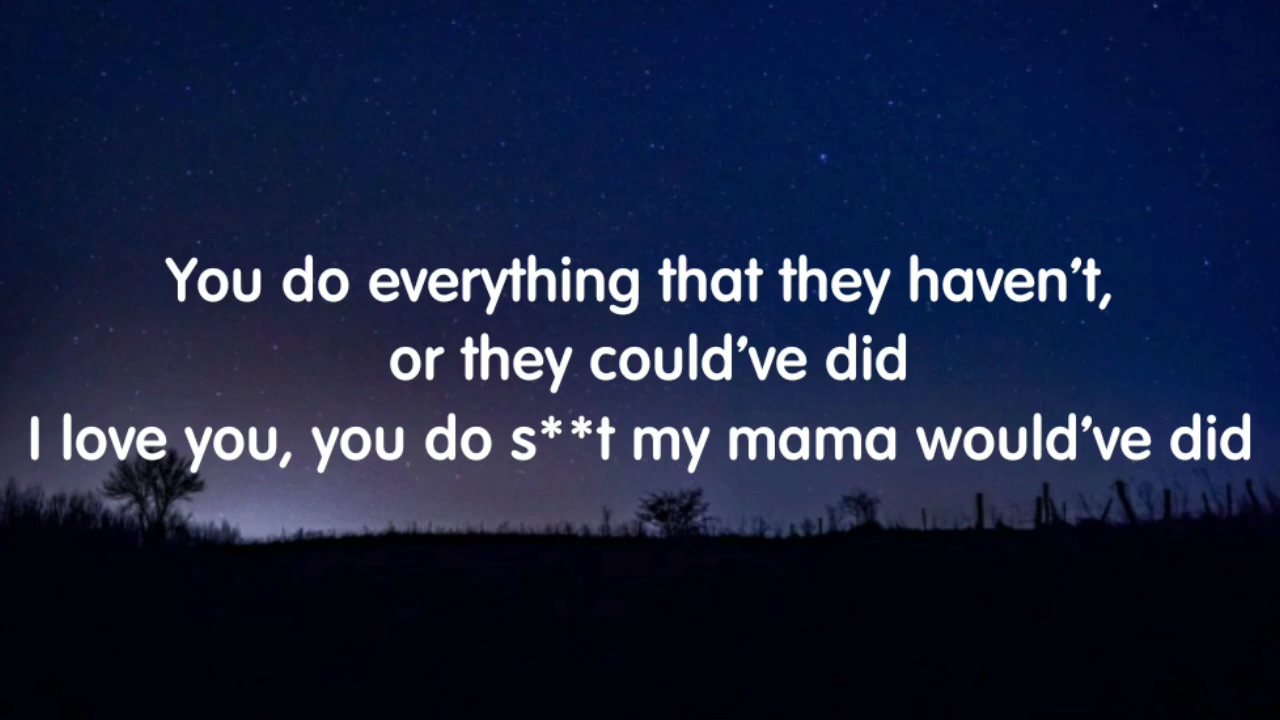 You do everything that they haven’t,
or they could’ve did
I love you, you do s**t my mama would’ve did